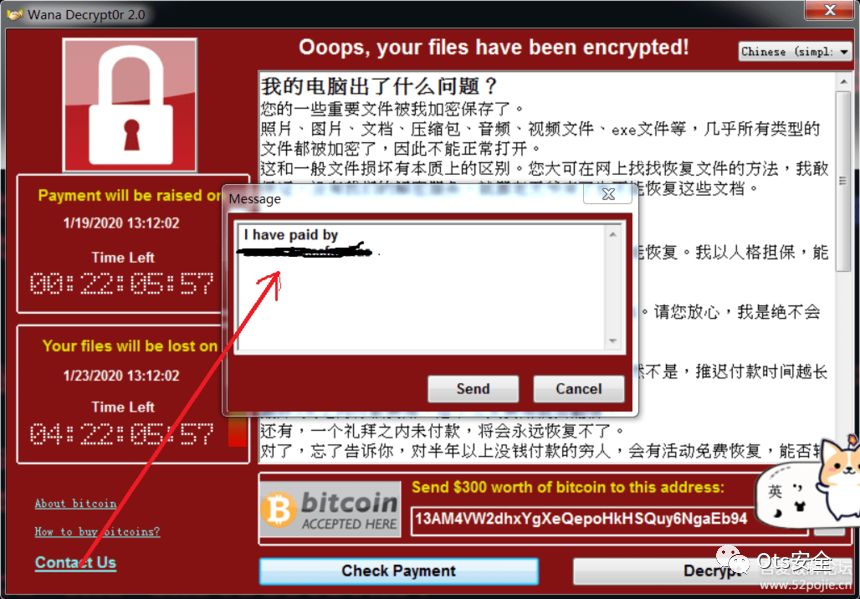 Wana Decrypt0r 2.0
Ooops, your files have been encrypted!
Chinese (simpl:
我的电脑出了什么问题？
您的一些重要文件被我加密保存了。
照片、图片、文档、压缩包、音频、视频文件、exe文件等，几乎所有类型的
文件都被加密了，因此不能正常打开。
这和一般文件损坏有本质上的区别。您大可在网上找找恢复文件的方法，我敢
能恢复这些文档。
能恢复。我以人格担保，能
。请您放心，我是绝不会
然不是，推迟付款时间越长
还有，一个礼拜之内未付款，将会永远恢复不了。
对了，忘了告诉你，对半年以上没钱付款的穷人，会有活动免费恢复，能否轮
Payment will be raised on
1/19/2020 13:12:02
Time Left
00:22:05:57
Your files will be lost on
1/23/2020 13:12:02
Time Left
04:22:05:57
Message
I have paid by
Send
Cancel
About bitcoin
How to buy bitcoins?
Contact Us
bitcoin
ACCEPTED HERE
Send $300 worth of bitcoin to this address:
13AM4VW2dhxYgXeQepoHkHSQuy6NgaEb94
Check Payment
Decrypt
英
Ots安全
www.52pojie.cn